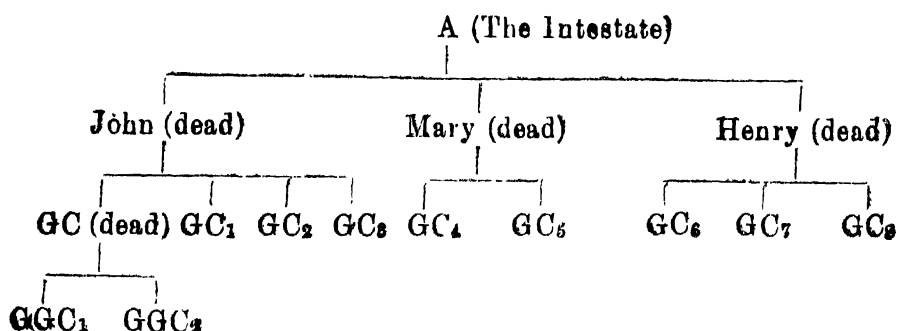 A (The Intestate)
John (dead) Mary (dead) Henry (dead)
GC (dead) GC₁ GC₂ GC₃ GC₄ GC₅ GC₆ GC₇ GC₈
GGC₁ GGC₂